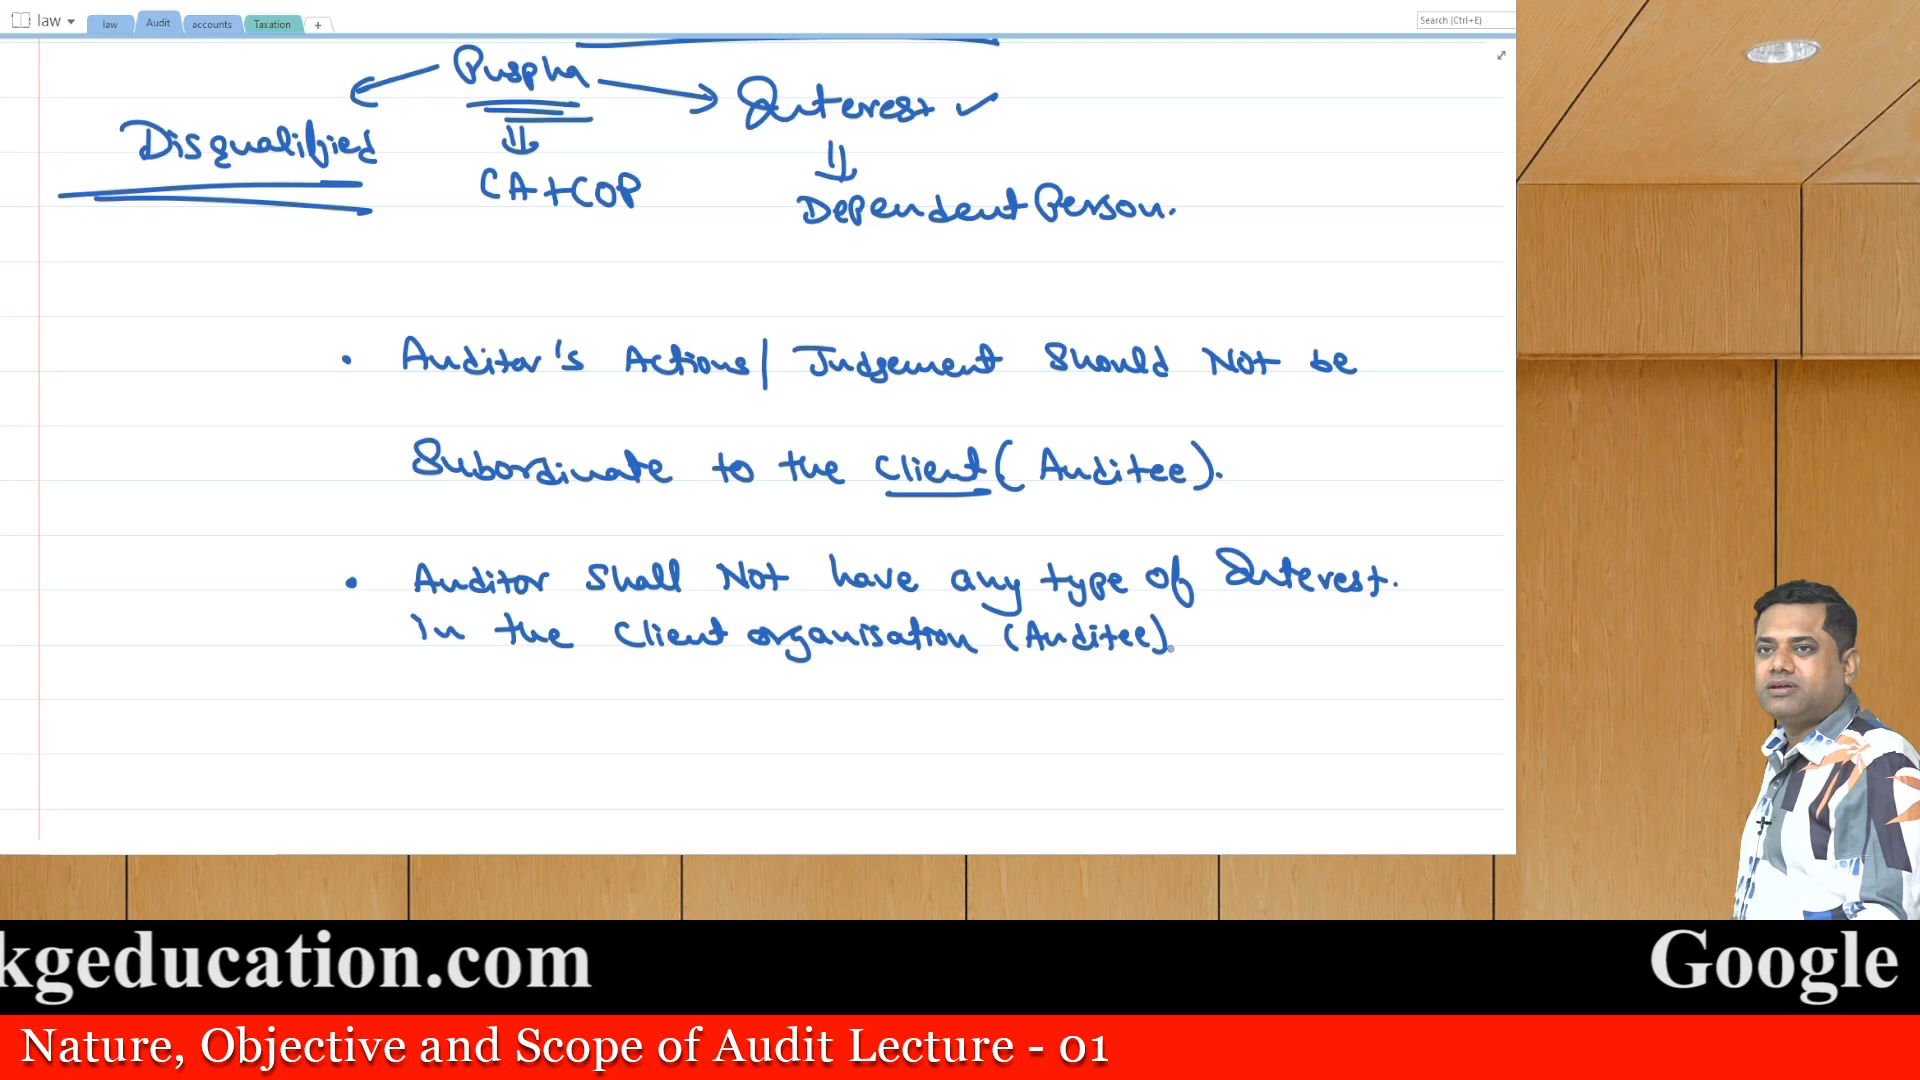 law
law
Audit
accounts
Taxation
+
Search (Ctrl+E)
Puspha
Interest ✓
Disqualified
CA+COP
Dependent Person.
• Auditor's Actions| Judgement Should Not be
Subordinate to the Client (Auditee).
• Auditor Shall Not have any type of Interest.
in the Client organisation (Auditee)
kgeducation.com
Google
Nature, Objective and Scope of Audit Lecture - 01